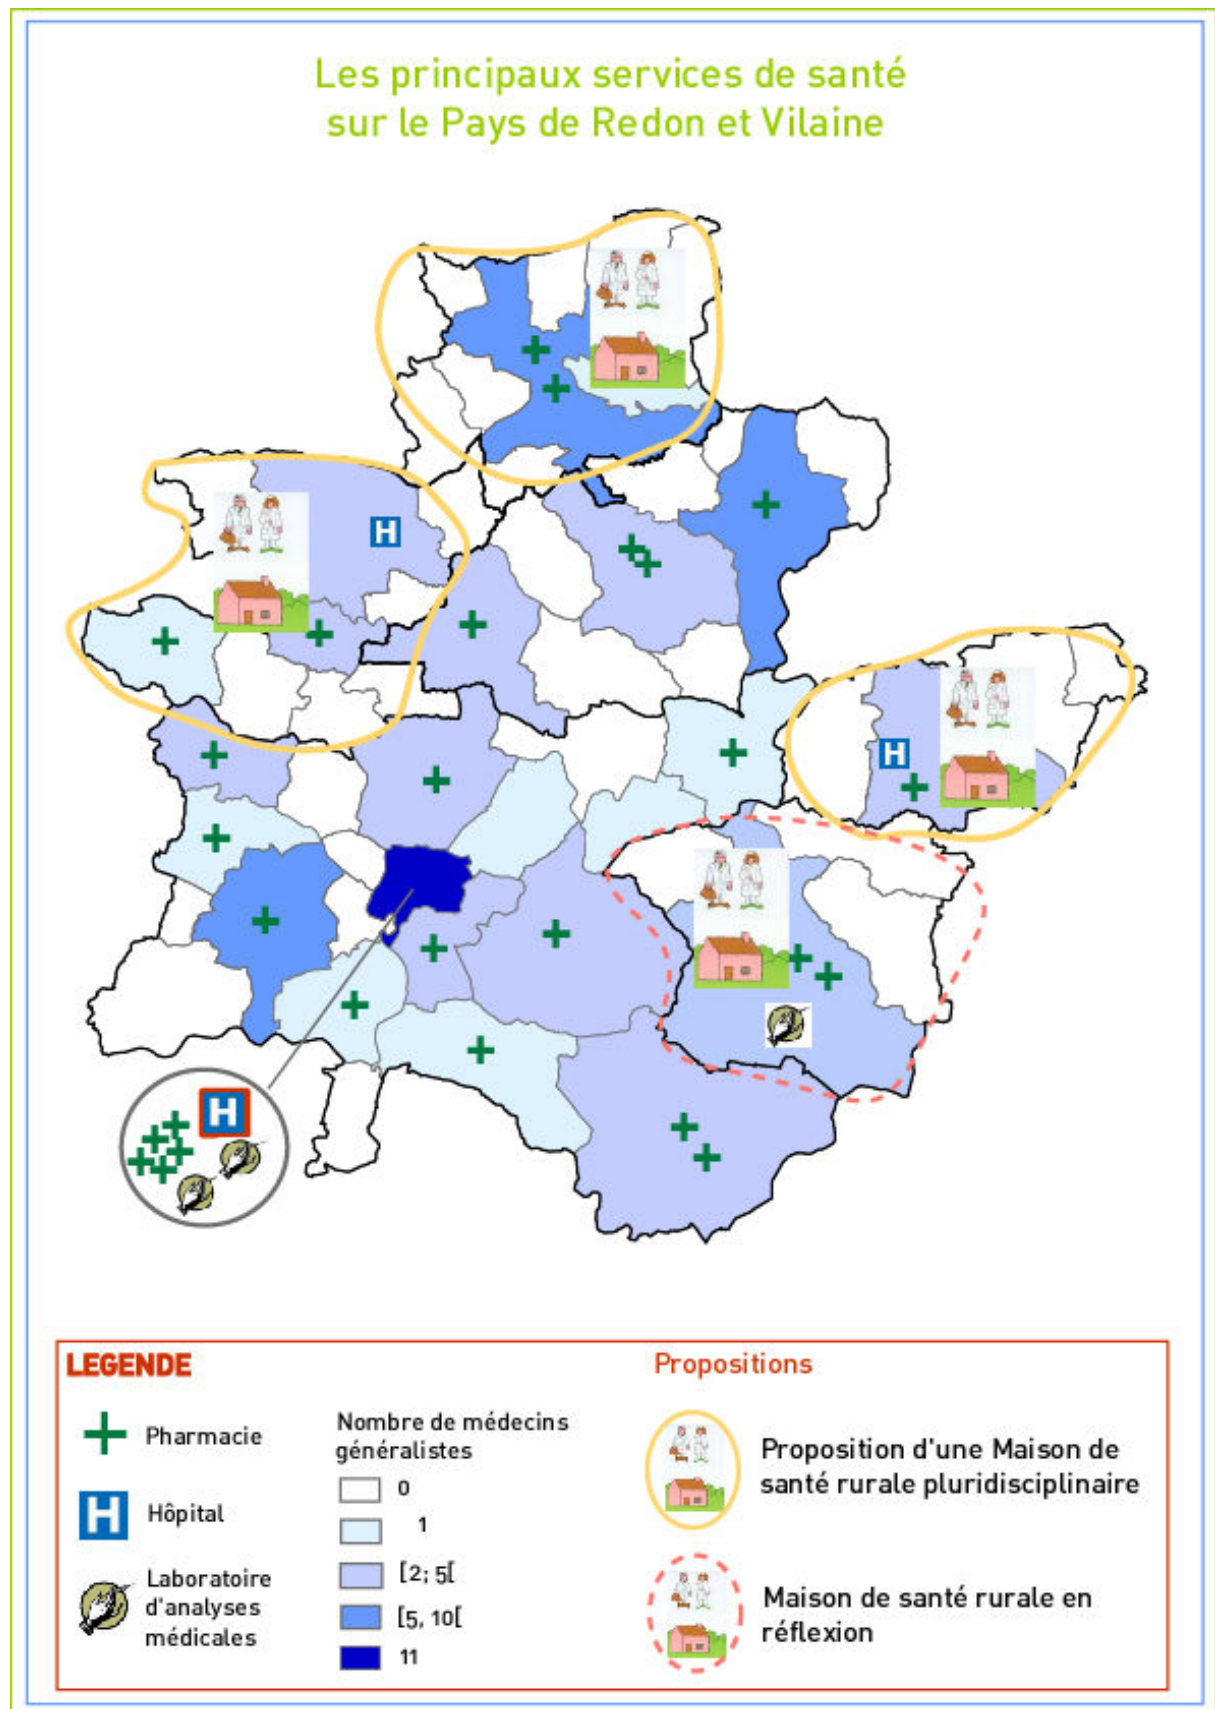 Les principaux services de santé
sur le Pays de Redon et Vilaine
H
H
H
LEGENDE
Pharmacie
H
Hôpital
Laboratoire
d'analyses
médicales
Nombre de médecins
généralistes
0
1
[2; 5[
[5, 10[
11
Propositions
Proposition d'une Maison de
santé rurale pluridisciplinaire
Maison de santé rurale en
réflexion